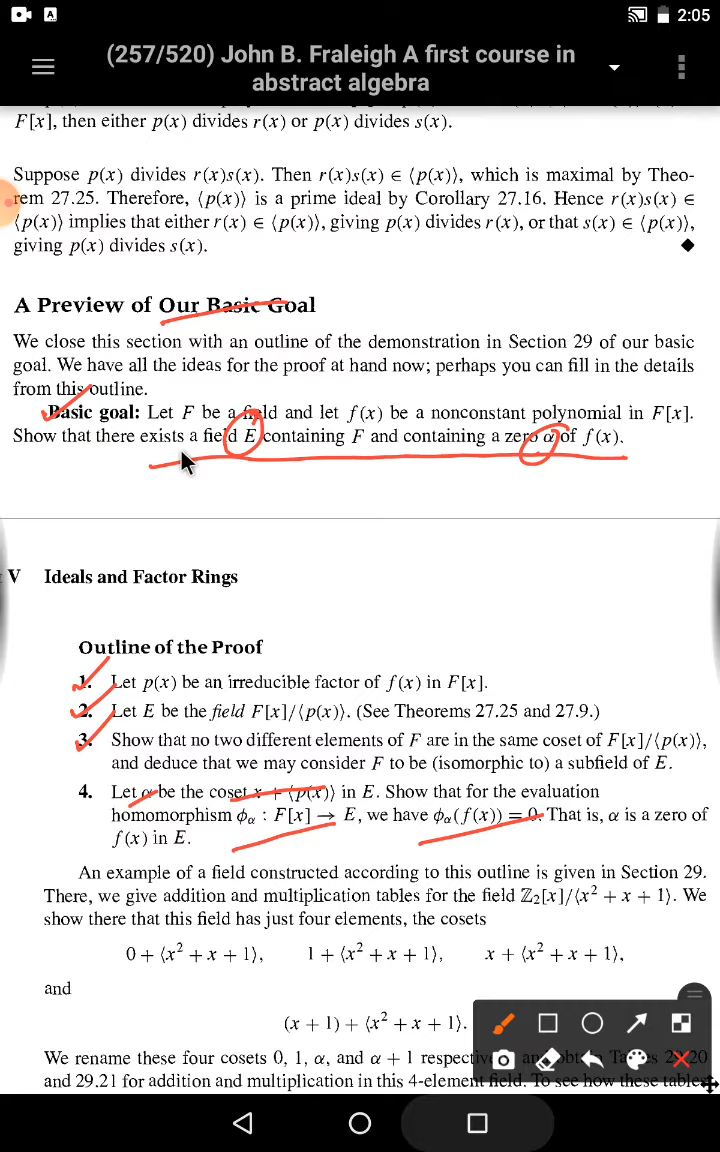 2:05
(257/520) John B. Fraleigh A first course in
abstract algebra
F[x], then either p(x) divides r(x) or p(x) divides s(x).
Suppose p(x) divides r(x)s(x). Then r(x)s(x) ∈ ⟨p(x)⟩, which is maximal by Theo-
rem 27.25. Therefore, ⟨p(x)⟩ is a prime ideal by Corollary 27.16. Hence r(x)s(x) ∈
⟨p(x)⟩ implies that either r(x) ∈ ⟨p(x)⟩, giving p(x) divides r(x), or that s(x) ∈ ⟨p(x)⟩,
giving p(x) divides s(x). ◆
A Preview of Our Basic Goal
We close this section with an outline of the demonstration in Section 29 of our basic
goal. We have all the ideas for the proof at hand now; perhaps you can fill in the details
from this outline.
Basic goal: Let F be a field and let f(x) be a nonconstant polynomial in F[x].
Show that there exists a field E containing F and containing a zero α of f(x).
V Ideals and Factor Rings
Outline of the Proof
1. Let p(x) be an irreducible factor of f(x) in F[x].
2. Let E be the field F[x]/⟨p(x)⟩. (See Theorems 27.25 and 27.9.)
3. Show that no two different elements of F are in the same coset of F[x]/⟨p(x)⟩,
and deduce that we may consider F to be (isomorphic to) a subfield of E.
4. Let α be the coset x + ⟨p(x)⟩ in E. Show that for the evaluation
homomorphism ϕα : F[x] → E, we have ϕα(f(x)) = 0. That is, α is a zero of
f(x) in E.
An example of a field constructed according to this outline is given in Section 29.
There, we give addition and multiplication tables for the field ℤ₂[x]/⟨x² + x + 1⟩. We
show there that this field has just four elements, the cosets
0 + ⟨x² + x + 1⟩, 1 + ⟨x² + x + 1⟩, x + ⟨x² + x + 1⟩,
and
(x + 1) + ⟨x² + x + 1⟩.
We rename these four cosets 0, 1, α, and α + 1
and 29.21 for addition and multiplication in this 4-element field. To see how these tables